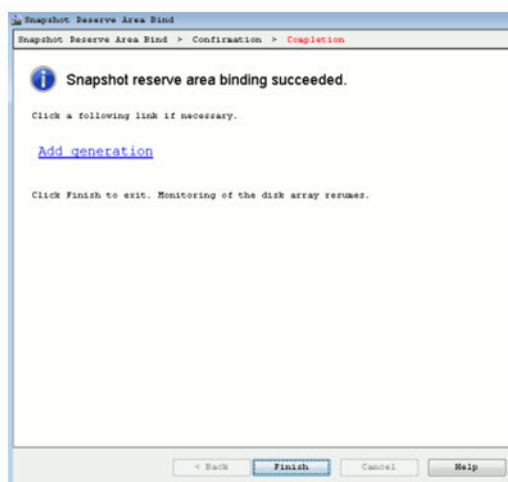 Snapshot Reserve Area Bind
Snapshot Reserve Area Bind > Confirmation > Completion
Snapshot reserve area binding succeeded.
Click a following link if necessary.
Add generation
Click Finish to exit. Monitoring of the disk array resumes.
< Back Finish Cancel Help